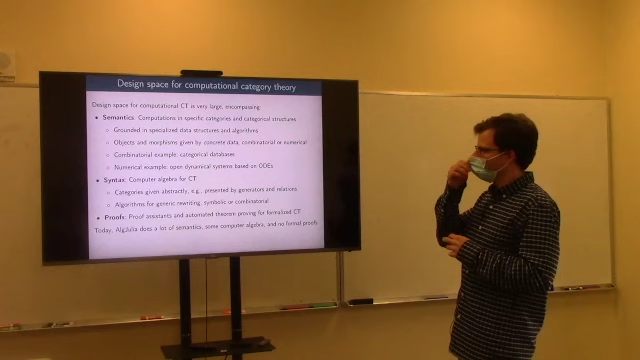 Design space for computational category theory
Design space for computational CT is very large, encompassing:
• Semantics: Computations in specific categories and categorical structures
◦ Grounded in specialized data structures and algorithms
◦ Objects and morphisms given by concrete data, combinatorial or numerical
◦ Combinatorial example: categorical databases
◦ Numerical example: open dynamical systems based on ODEs
• Syntax: Computer algebra for CT
◦ Categories given abstractly, e.g., presented by generators and relations
◦ Algorithms for generic rewriting, symbolic or combinatorial
• Proofs: Proof assistants and automated theorem proving for formalized CT
Today, AlgJulia does a lot of semantics, some computer algebra, and no formal proofs.